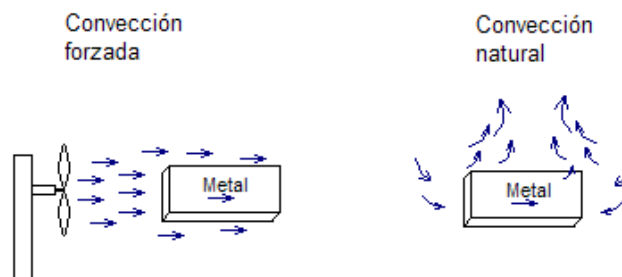 Convección
forzada
Convección
natural
Metal
Metal